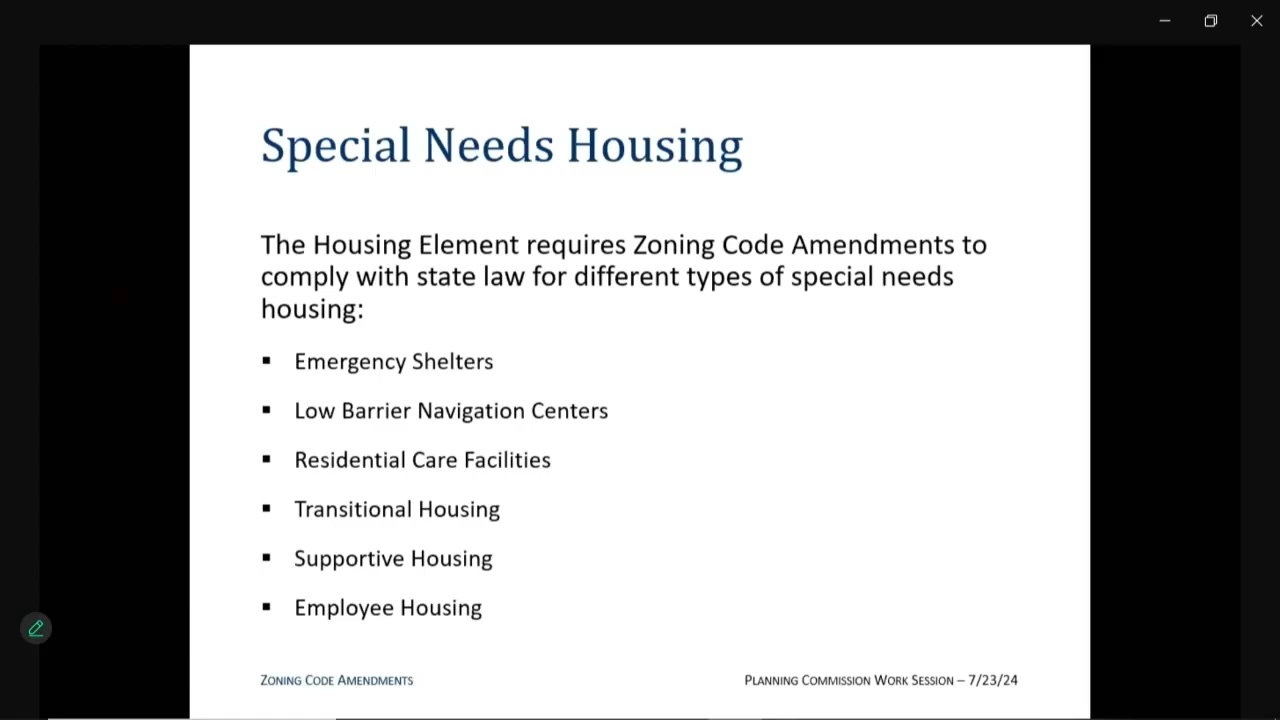 Special Needs Housing
The Housing Element requires Zoning Code Amendments to
comply with state law for different types of special needs
housing:
▪ Emergency Shelters
▪ Low Barrier Navigation Centers
▪ Residential Care Facilities
▪ Transitional Housing
▪ Supportive Housing
▪ Employee Housing
ZONING CODE AMENDMENTS
PLANNING COMMISSION WORK SESSION – 7/23/24